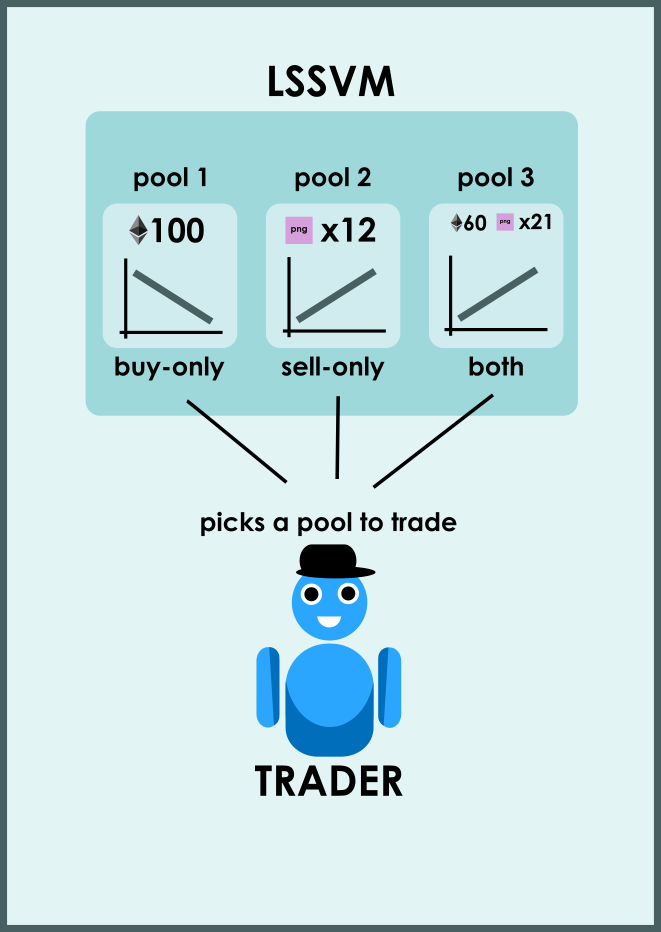 LSSVM
pool 1 pool 2 pool 3
100 png x12 60 png x21
buy-only sell-only both
picks a pool to trade
TRADER